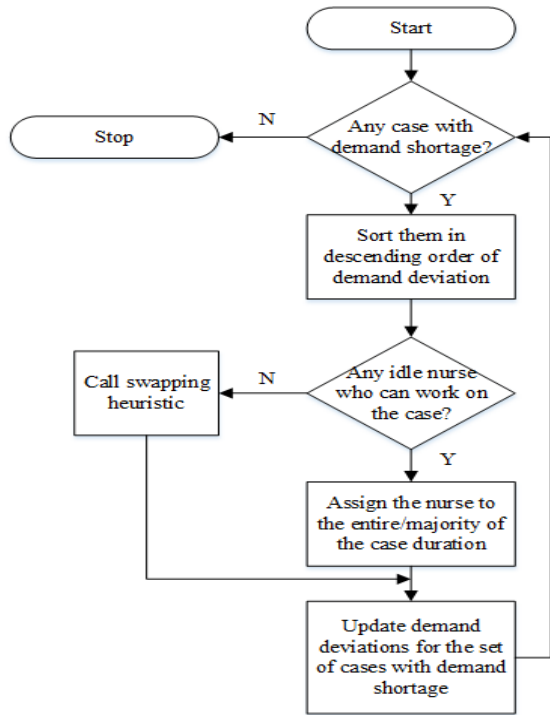 Start
Any case with
demand shortage?
N
Stop
Y
Sort them in
descending order of
demand deviation
Any idle nurse
who can work on
the case?
N
Call swapping
heuristic
Y
Assign the nurse to
the entire/majority of
the case duration
Update demand
deviations for the set
of cases with demand
shortage